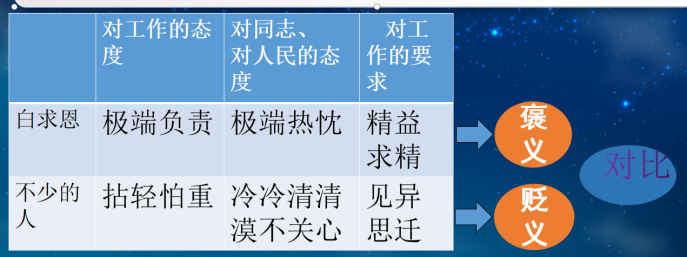 对工作的态
度
对同志、
对人民的态
度
对工
作的要
求
白求恩
极端负责
极端热忱
精益
求精
褒
义
不少的
人
拈轻怕重
冷冷清清
漠不关心
见异
思迁
贬
义
对比